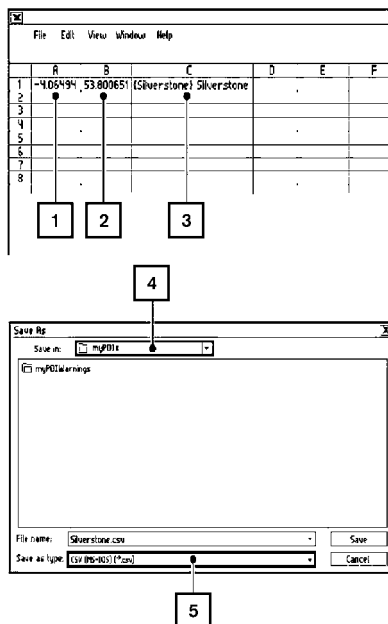 File Edit View Window Help
A B C D E F
1 -4.06494 53.800651 (Silverstone) Silverstone
2
3
4
5
6
7
8
1 2 3
4
Save As
Save in: myPOIs
myPOIWarnings
File name: Silverstone.csv Save
Save as type: CSV (MS-DOS) (*.csv) Cancel
5